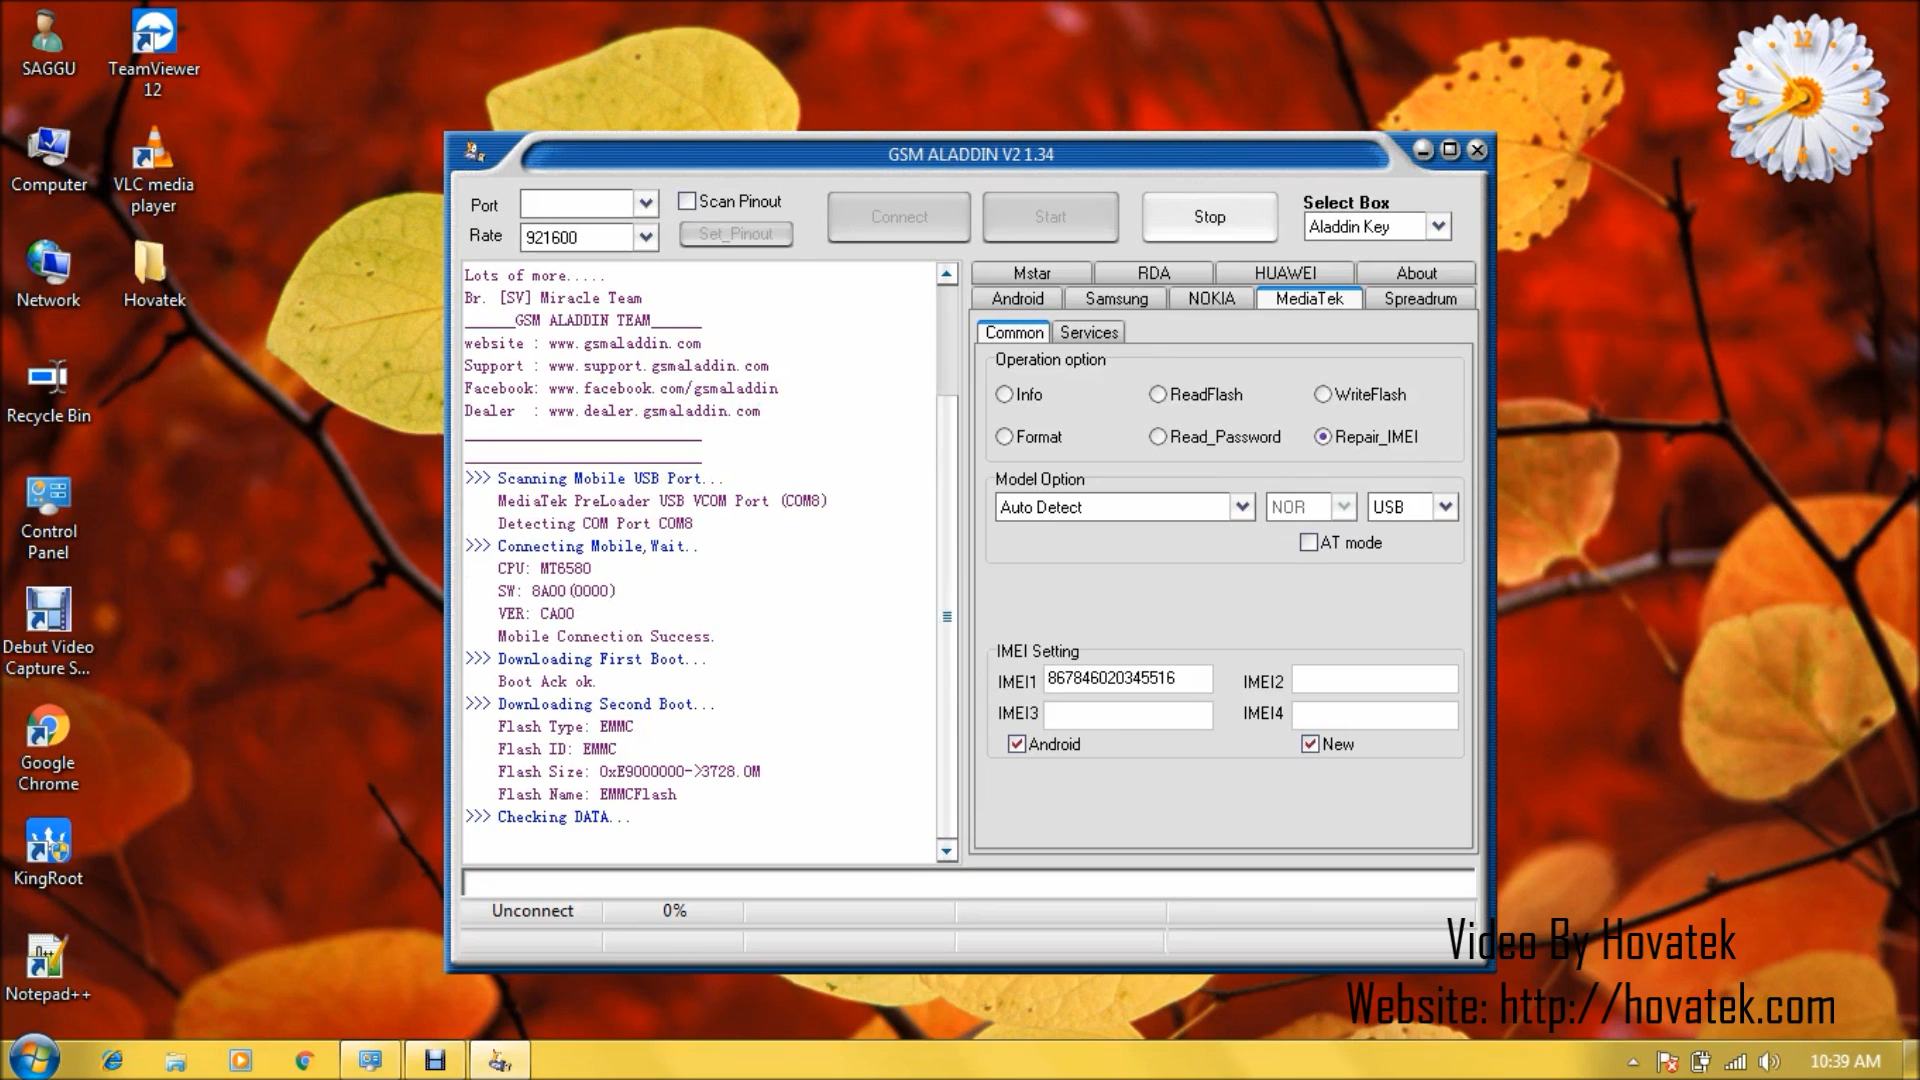 SAGGU
TeamViewer
12
Computer
VLC media
player
Network
Hovatek
Recycle Bin
Control
Panel
Debut Video
Capture S...
Google
Chrome
KingRoot
Notepad++
GSM ALADDIN V2 1.34
Port
Scan Pinout
Rate
921600
Set_Pinout
Connect
Start
Stop
Select Box
Aladdin Key
Lots of more.....
Br. [SV] Miracle Team
______GSM ALADDIN TEAM______
website : www.gsmaladdin.com
Support : www.support.gsmaladdin.com
Facebook: www.facebook.com/gsmaladdin
Dealer : www.dealer.gsmaladdin.com
>>> Scanning Mobile USB Port...
MediaTek PreLoader USB VCOM Port (COM8)
Detecting COM Port COM8
>>> Connecting Mobile,Wait..
CPU: MT6580
SW: 8A00(0000)
VER: CA00
Mobile Connection Success.
>>> Downloading First Boot...
Boot Ack ok.
>>> Downloading Second Boot...
Flash Type: EMMC
Flash ID: EMMC
Flash Size: 0xE9000000->3728.0M
Flash Name: EMMCFlash
>>> Checking DATA...
Mstar RDA HUAWEI About
Android Samsung NOKIA MediaTek Spreadrum
Common Services
Operation option
Info ReadFlash WriteFlash
Format Read_Password Repair_IMEI
Model Option
Auto Detect NOR USB
AT mode
IMEI Setting
IMEI1 867846020345516 IMEI2
IMEI3 IMEI4
Android New
Unconnect 0%
12
3
6
9
Video By Hovatek
Website: http://hovatek.com
10:39 AM